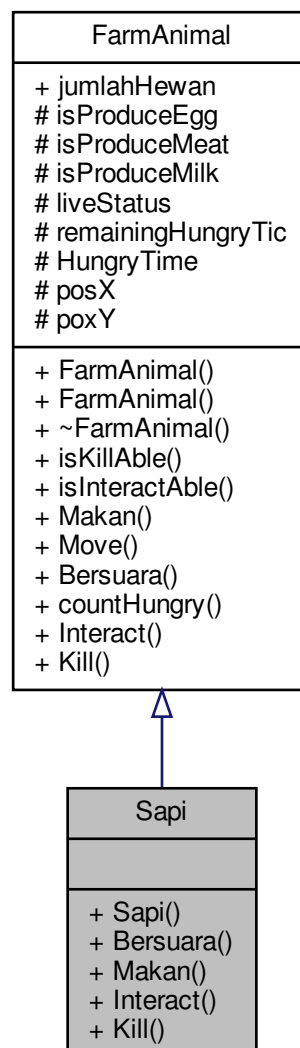 FarmAnimal
+ jumlahHewan
# isProduceEgg
# isProduceMeat
# isProduceMilk
# liveStatus
# remainingHungryTic
# HungryTime
# posX
# poxY
+ FarmAnimal()
+ FarmAnimal()
+ ~FarmAnimal()
+ isKillAble()
+ isInteractAble()
+ Makan()
+ Move()
+ Bersuara()
+ countHungry()
+ Interact()
+ Kill()
Sapi
+ Sapi()
+ Bersuara()
+ Makan()
+ Interact()
+ Kill()